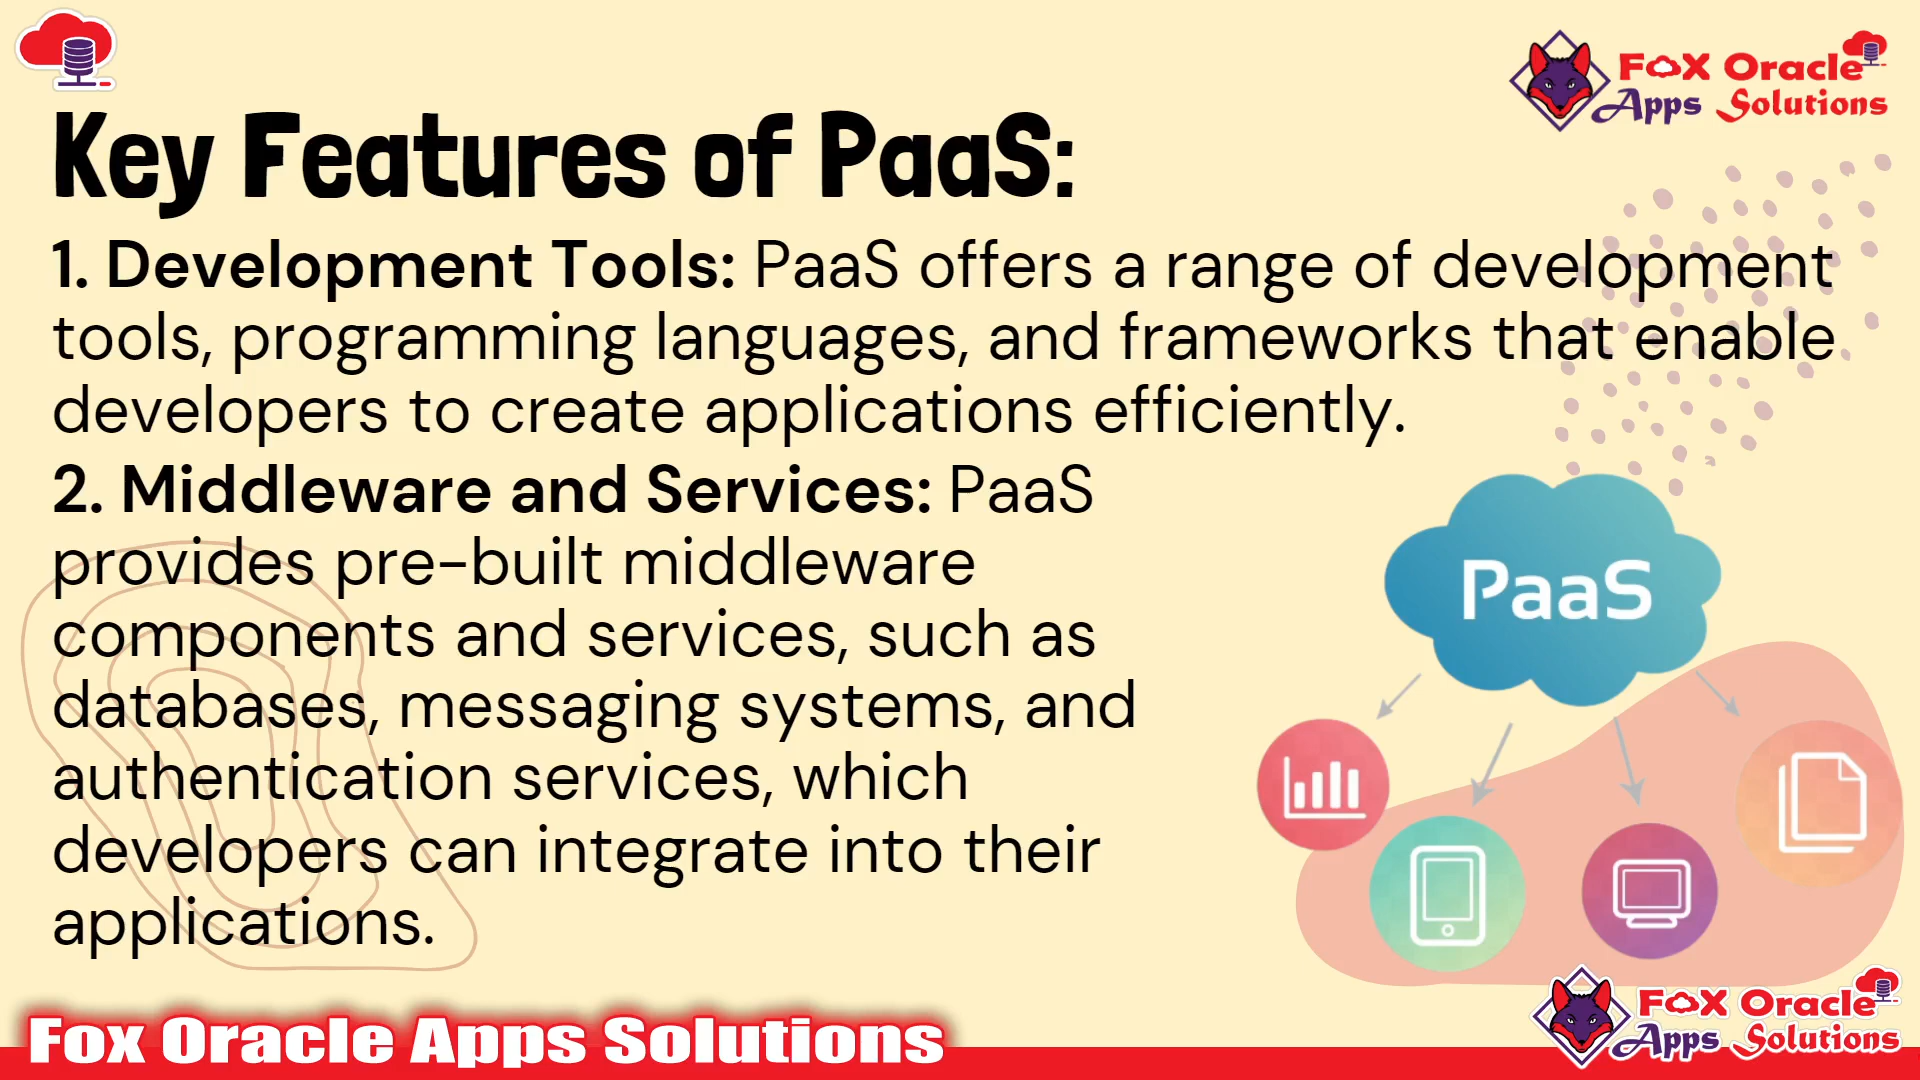 Fox Oracle
Apps Solutions
Key Features of PaaS:
1. Development Tools: PaaS offers a range of development
tools, programming languages, and frameworks that enable
developers to create applications efficiently.
2. Middleware and Services: PaaS
provides pre-built middleware
components and services, such as
databases, messaging systems, and
authentication services, which
developers can integrate into their
applications.
PaaS
Fox Oracle Apps Solutions
Fox Oracle
Apps Solutions